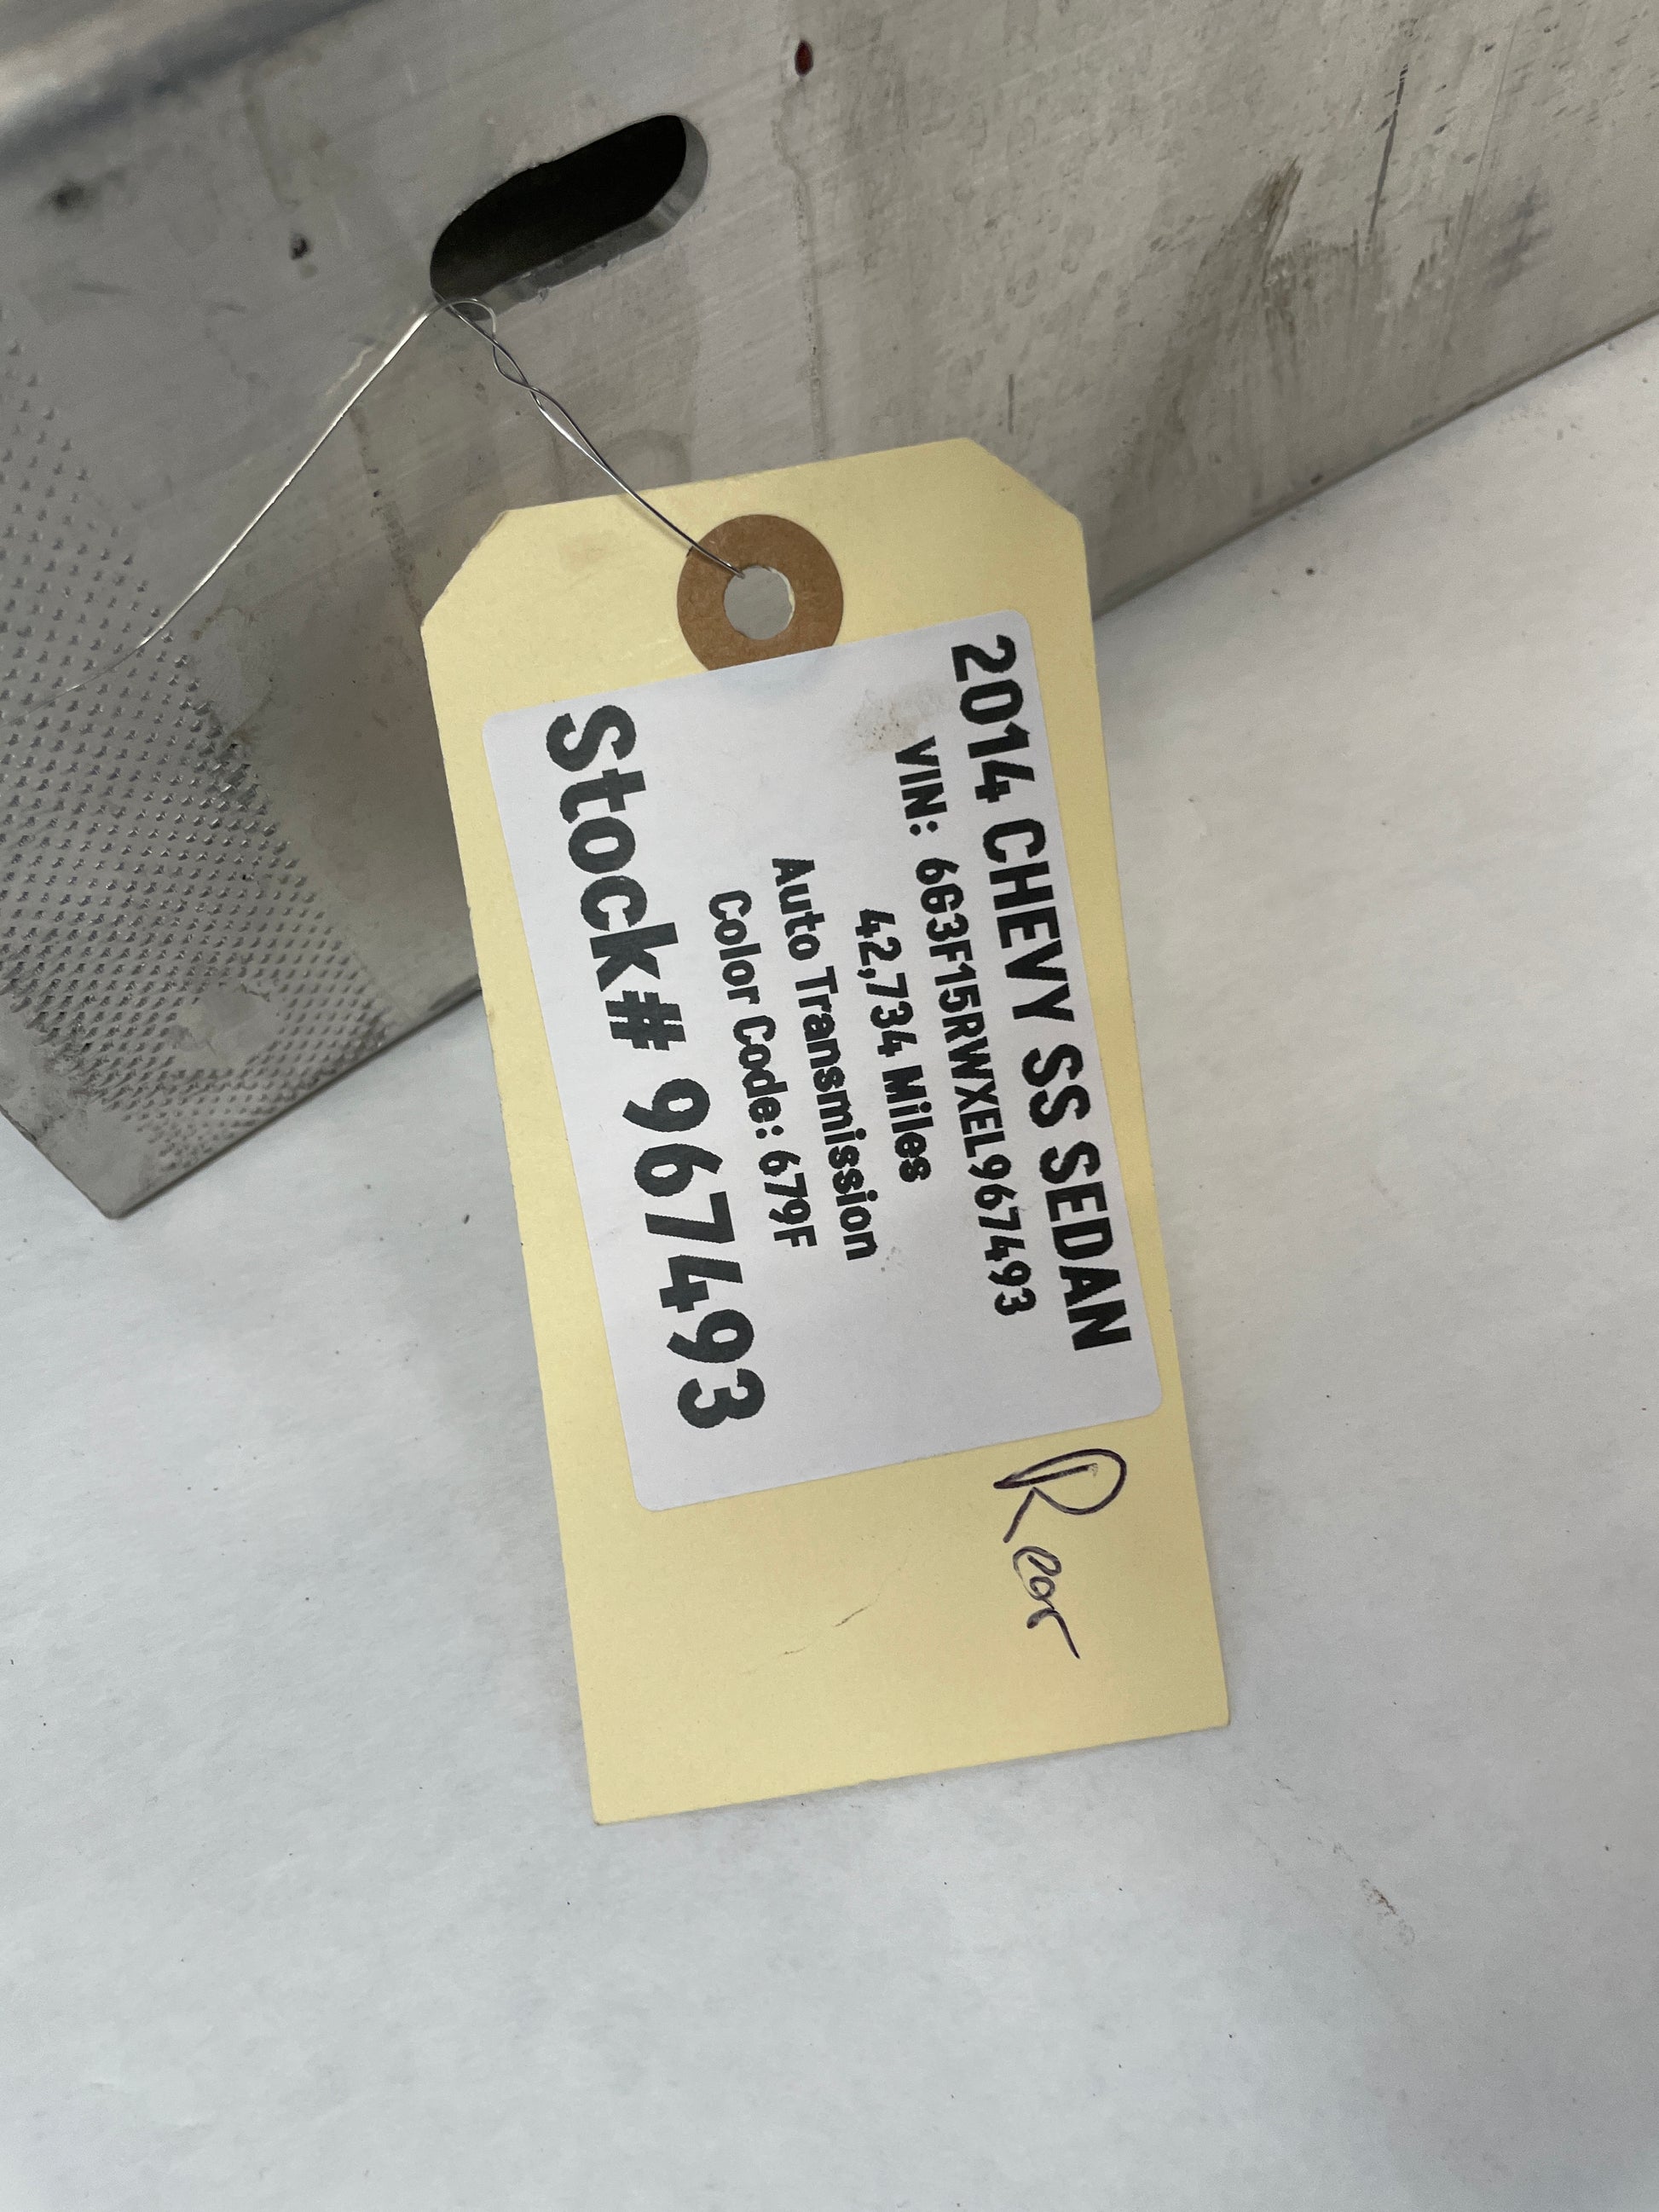 2014 CHEVY SS SEDAN
VIN: 6G3F15RWXEL967493
42,734 Miles
Auto Transmission
Color Code: 679F
Stock# 967493
Rear